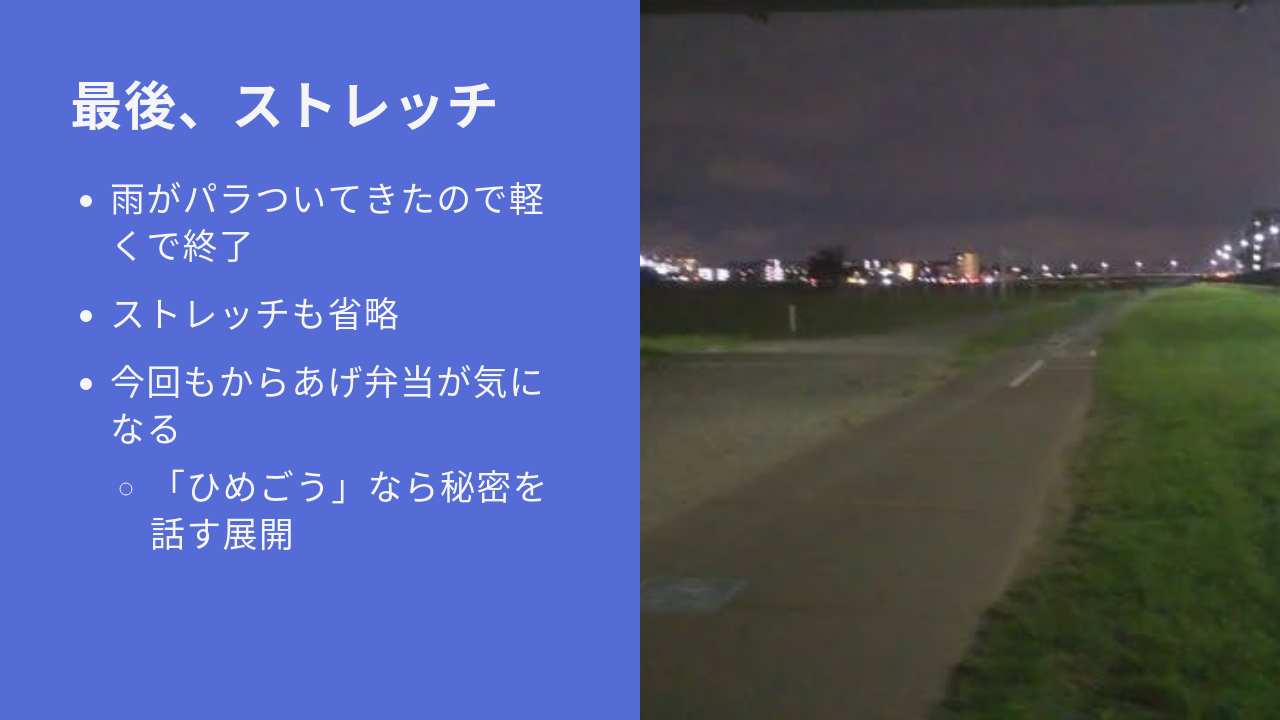 最後、ストレッチ
雨がパラついてきたので軽
くで終了
ストレッチも省略
今回もからあげ弁当が気に
なる
「ひめごう」なら秘密を
話す展開